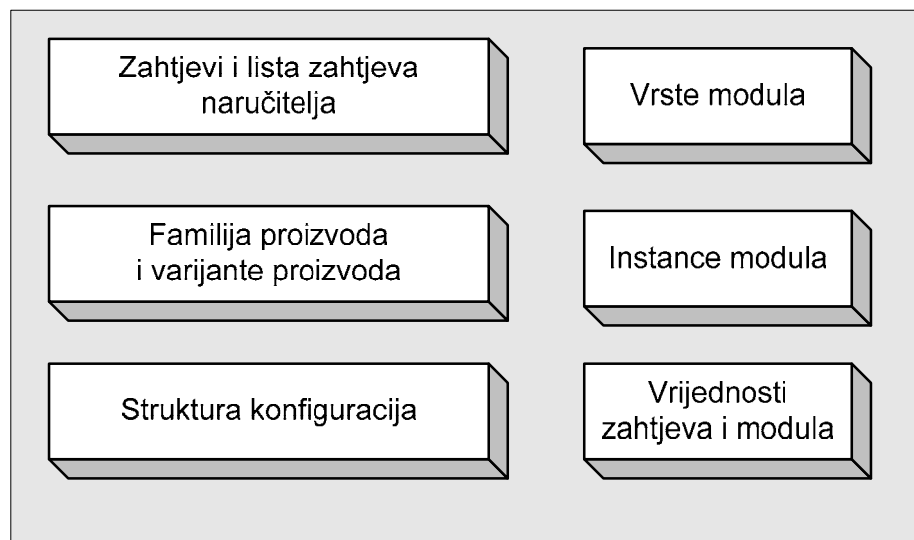 Zahtjevi i lista zahtjeva
naručitelja
Vrste modula
Familija proizvoda
i varijante proizvoda
Instance modula
Struktura konfiguracija
Vrijednosti
zahtjeva i modula